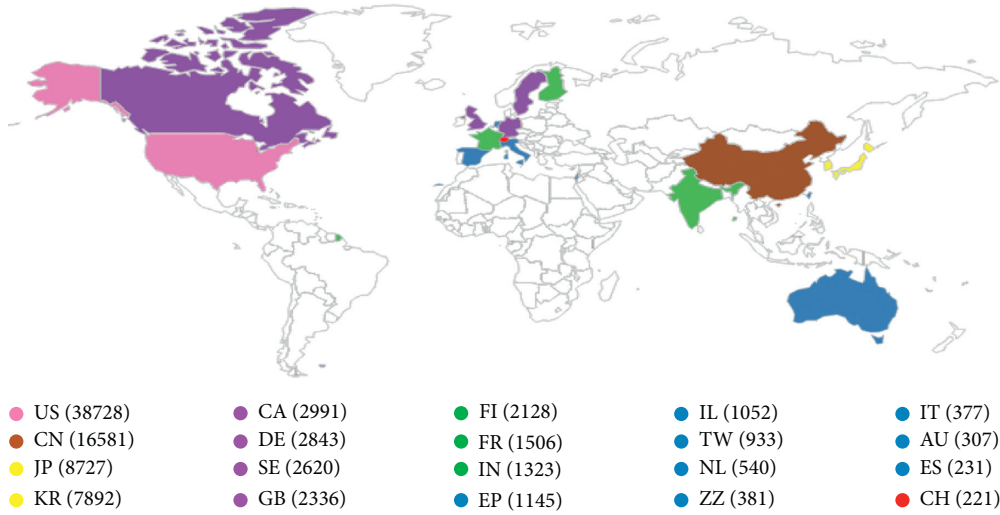 US (38728)
CN (16581)
JP (8727)
KR (7892)
CA (2991)
DE (2843)
SE (2620)
GB (2336)
FI (2128)
FR (1506)
IN (1323)
EP (1145)
IL (1052)
TW (933)
NL (540)
ZZ (381)
IT (377)
AU (307)
ES (231)
CH (221)